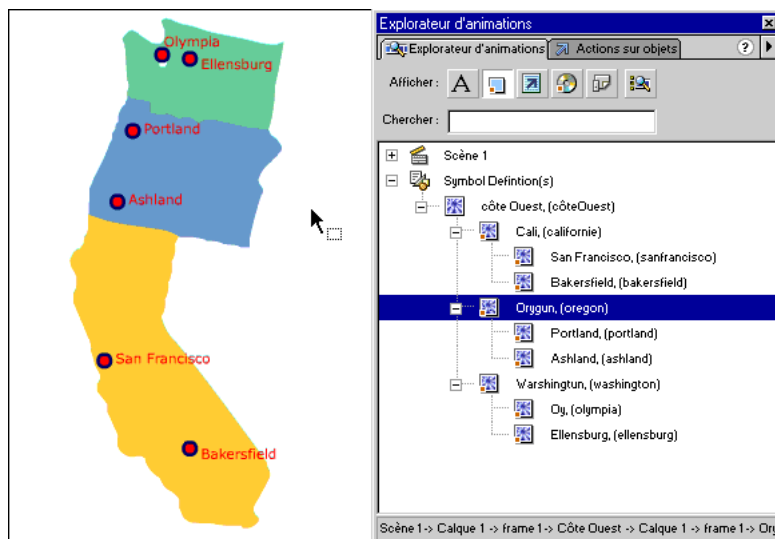 Olympia
Ellensburg
Portland
Ashland
San Francisco
Bakersfield
Explorateur d'animations
Explorateur d'animations
Actions sur objets
?
Afficher :
A
Chercher :
Scène 1
Symbol Defintion(s)
côte Ouest, (côteOuest)
Cali, (californie)
San Francisco, (sanfrancisco)
Bakersfield, (bakersfield)
Orygun, (oregon)
Portland, (portland)
Ashland, (ashland)
Warshingtun, (washington)
Oy, (olympia)
Ellensburg, (ellensburg)
Scène 1-> Calque 1 -> frame 1-> Côte Ouest -> Calque 1 -> frame 1-> Ory